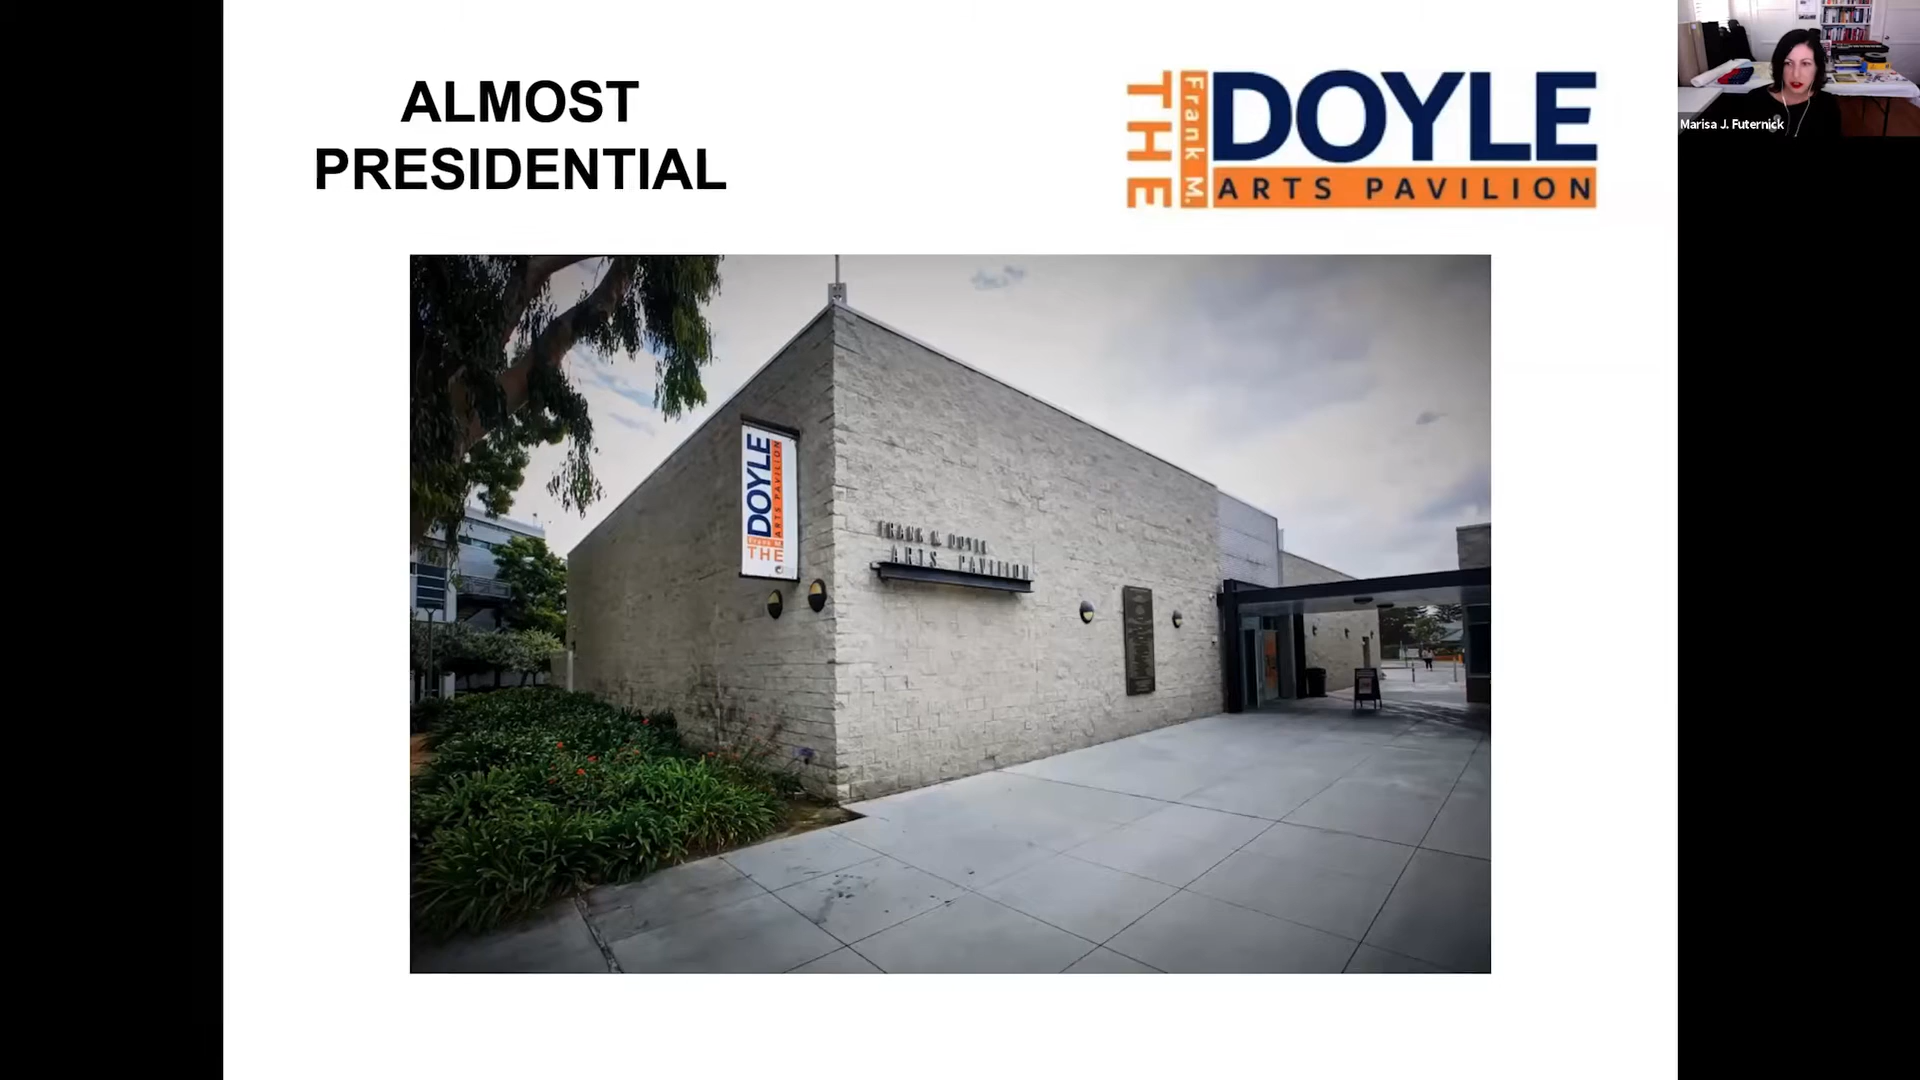 ALMOST
PRESIDENTIAL
THE
Frank M.
DOYLE
ARTS PAVILION
Marisa J. Futernick
THE
Frank M.
DOYLE
ARTS PAVILION
FRANK M. DOYLE
ARTS PAVILION